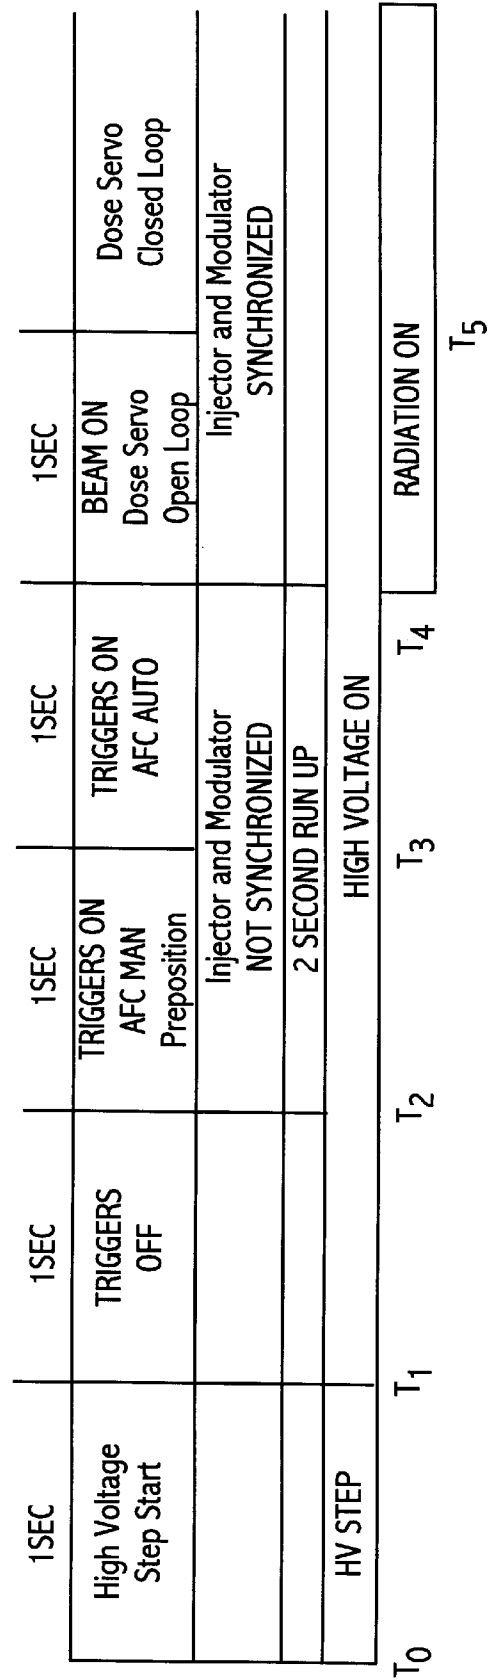 1SEC
1SEC
1SEC
1SEC
1SEC
High Voltage
Step Start
TRIGGERS
OFF
TRIGGERS ON
AFC MAN
Preposition
TRIGGERS ON
AFC AUTO
BEAM ON
Dose Servo
Open Loop
Dose Servo
Closed Loop
Injector and Modulator
NOT SYNCHRONIZED
Injector and Modulator
SYNCHRONIZED
2 SECOND RUN UP
HV STEP
HIGH VOLTAGE ON
RADIATION ON
T0
T1
T2
T3
T4
T5